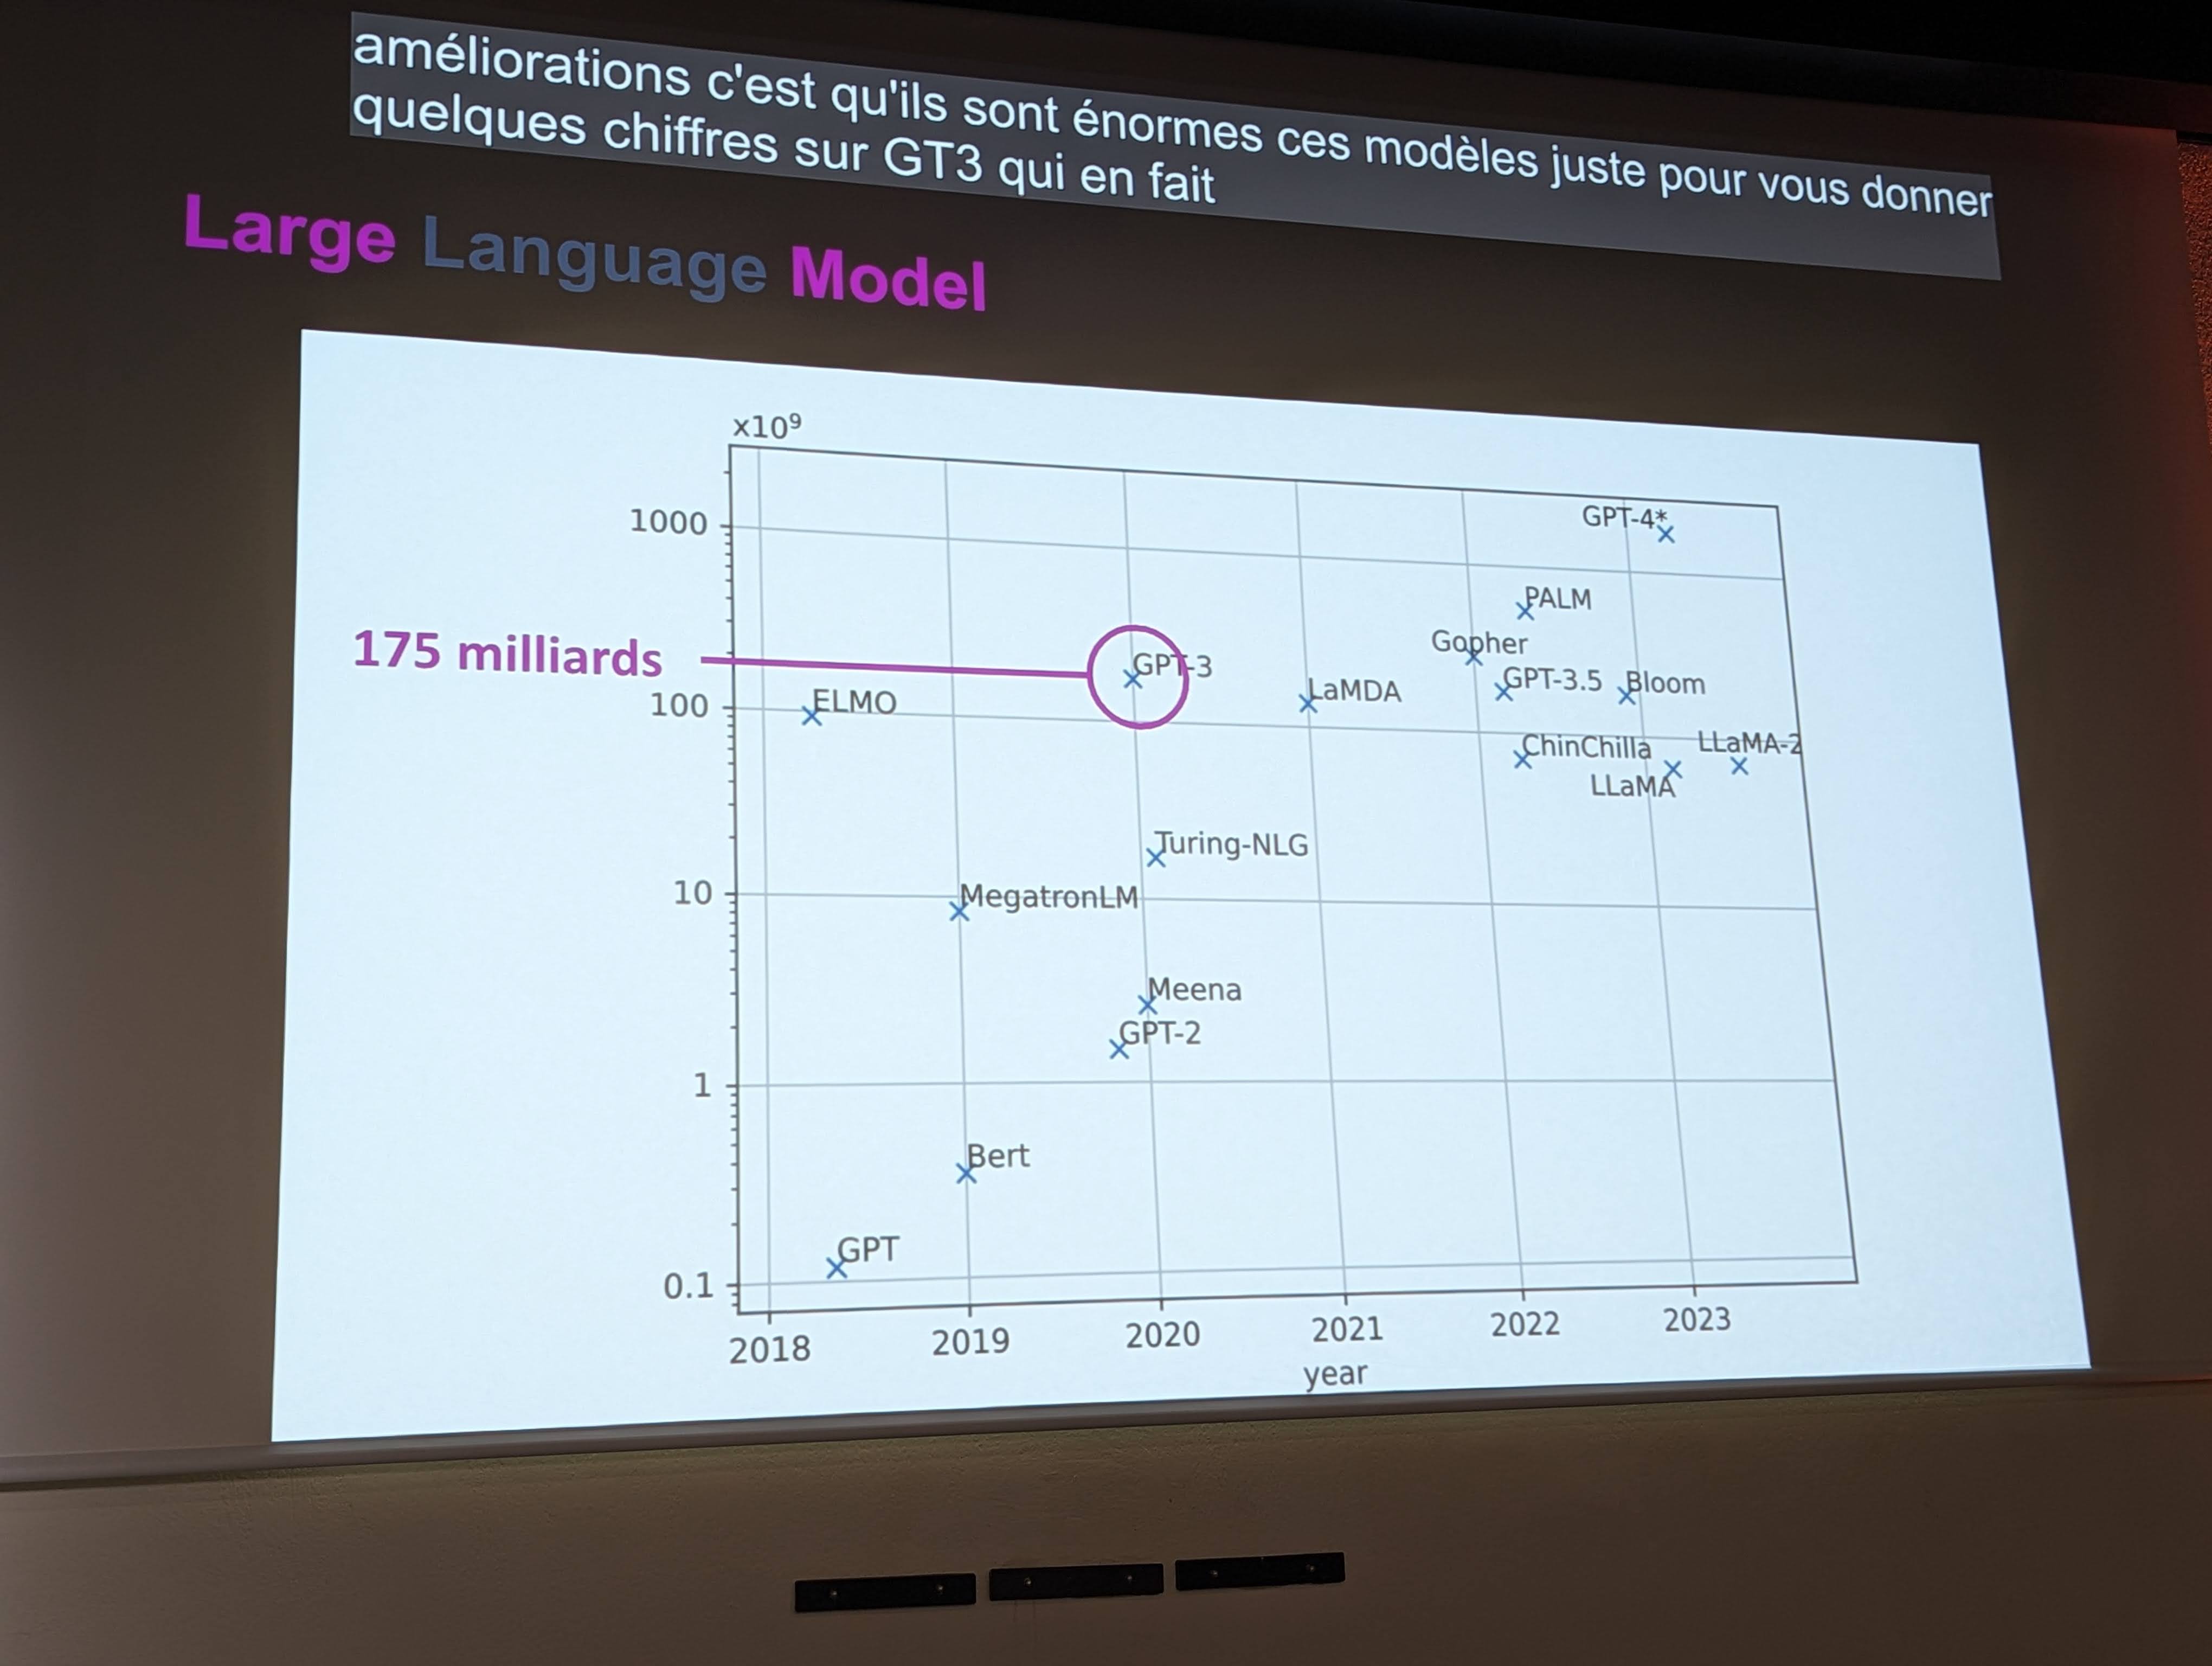 améliorations c'est qu'ils sont énormes ces modèles juste pour vous donner
quelques chiffres sur GT3 qui en fait
Large Language Model
x10⁹
1000
GPT-4*
PALM
175 milliards
Gopher
GPT-3
GPT-3.5
Bloom
LaMDA
100
ELMO
ChinChilla
LLaMA-2
LLaMA
Turing-NLG
10
MegatronLM
Meena
GPT-2
1
Bert
GPT
0.1
2018
2019
2020
2021
2022
2023
year